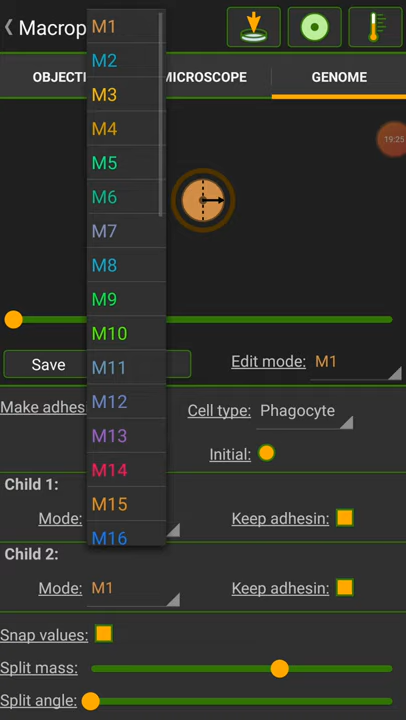 Macrop
M1
M2
M3
M4
M5
M6
M7
M8
M9
M10
M11
M12
M13
M14
M15
M16
OBJECTI
MICROSCOPE
GENOME
19:25
Save
Edit mode: M1
Make adhes
Cell type: Phagocyte
Initial:
Child 1:
Mode:
Keep adhesin:
Child 2:
Mode: M1
Keep adhesin:
Snap values:
Split mass:
Split angle: